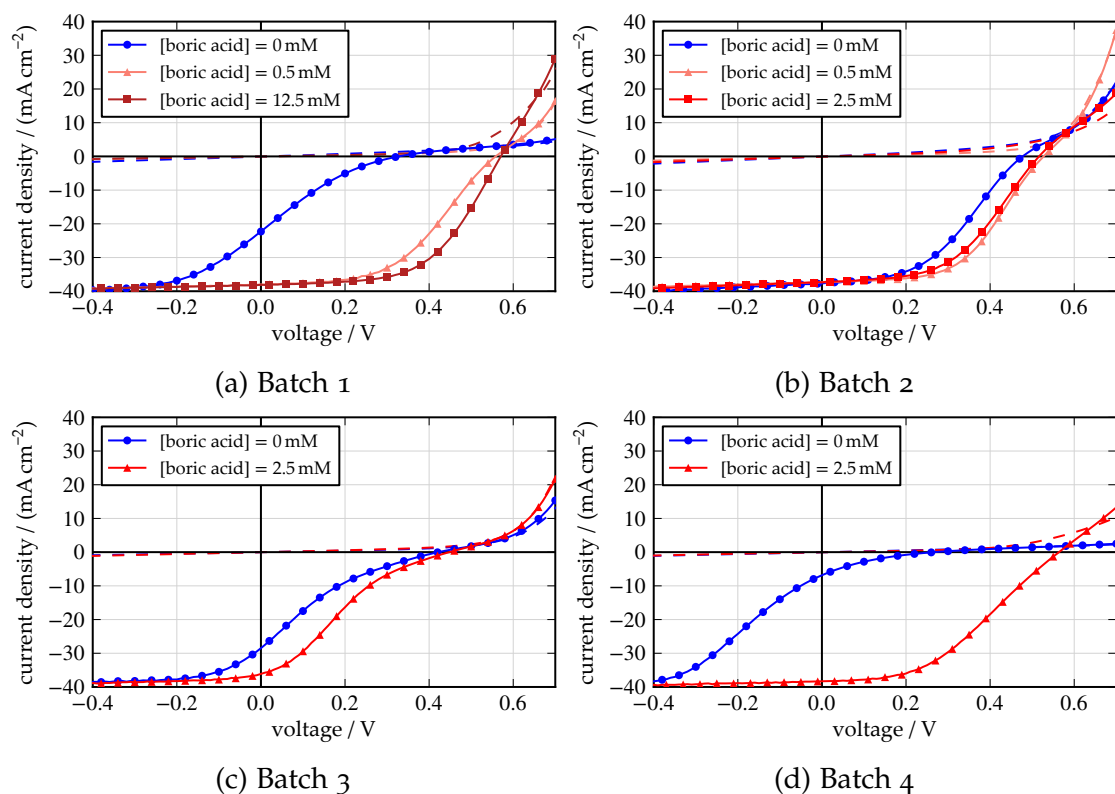 40
30
20
10
0
−10
−20
−30
−40
current density / (mA cm−2)
[boric acid] = 0 mM
[boric acid] = 0.5 mM
[boric acid] = 12.5 mM
−0.4 −0.2 0.0 0.2 0.4 0.6
voltage / V
(a) Batch 1
40
30
20
10
0
−10
−20
−30
−40
current density / (mA cm−2)
[boric acid] = 0 mM
[boric acid] = 0.5 mM
[boric acid] = 2.5 mM
−0.4 −0.2 0.0 0.2 0.4 0.6
voltage / V
(b) Batch 2
40
30
20
10
0
−10
−20
−30
−40
current density / (mA cm−2)
[boric acid] = 0 mM
[boric acid] = 2.5 mM
−0.4 −0.2 0.0 0.2 0.4 0.6
voltage / V
(c) Batch 3
40
30
20
10
0
−10
−20
−30
−40
current density / (mA cm−2)
[boric acid] = 0 mM
[boric acid] = 2.5 mM
−0.4 −0.2 0.0 0.2 0.4 0.6
voltage / V
(d) Batch 4